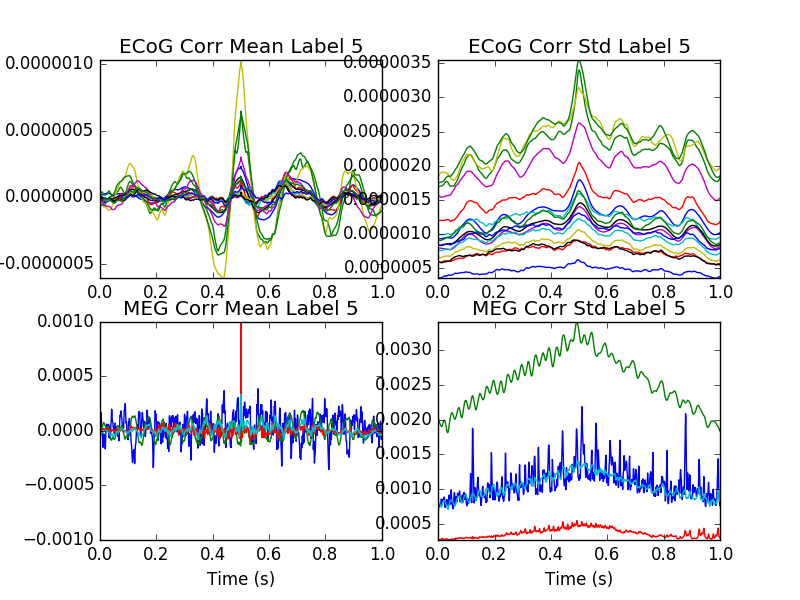 ECoG Corr Mean Label 5
0.0000010
0.0000005
0.0000000
−0.0000005
0.0 0.2 0.4 0.6 0.8 1.0
ECoG Corr Std Label 5
0.0000035
0.0000030
0.0000025
0.0000020
0.0000015
0.0000010
0.0000005
0.0 0.2 0.4 0.6 0.8 1.0
MEG Corr Mean Label 5
0.0010
0.0005
0.0000
−0.0005
−0.0010
0.0 0.2 0.4 0.6 0.8 1.0
Time (s)
MEG Corr Std Label 5
0.0030
0.0025
0.0020
0.0015
0.0010
0.0005
0.0 0.2 0.4 0.6 0.8 1.0
Time (s)